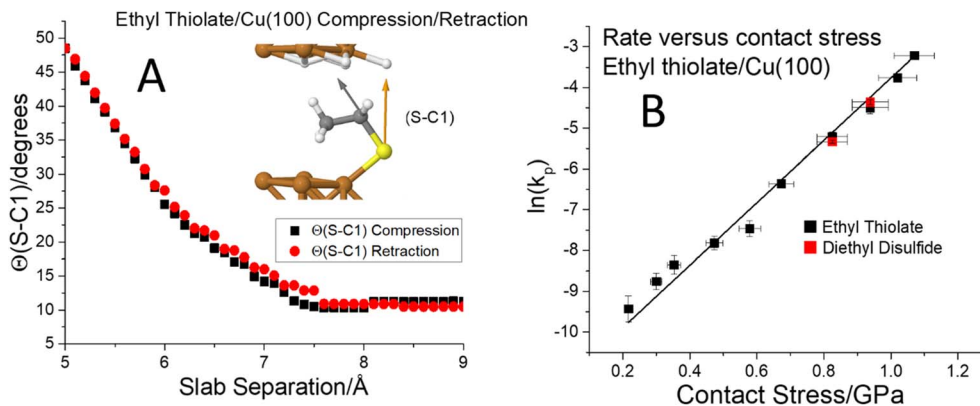 Ethyl Thiolate/Cu(100) Compression/Retraction
A
(S-C1)
Θ(S-C1)/degrees
50
45
40
35
30
25
20
15
10
5
Θ(S-C1) Compression
Θ(S-C1) Retraction
5 6 7 8 9
Slab Separation/Å
Rate versus contact stress
Ethyl thiolate/Cu(100)
B
ln(kₚ)
-3
-4
-5
-6
-7
-8
-9
-10
Ethyl Thiolate
Diethyl Disulfide
0.2 0.4 0.6 0.8 1.0 1.2
Contact Stress/GPa